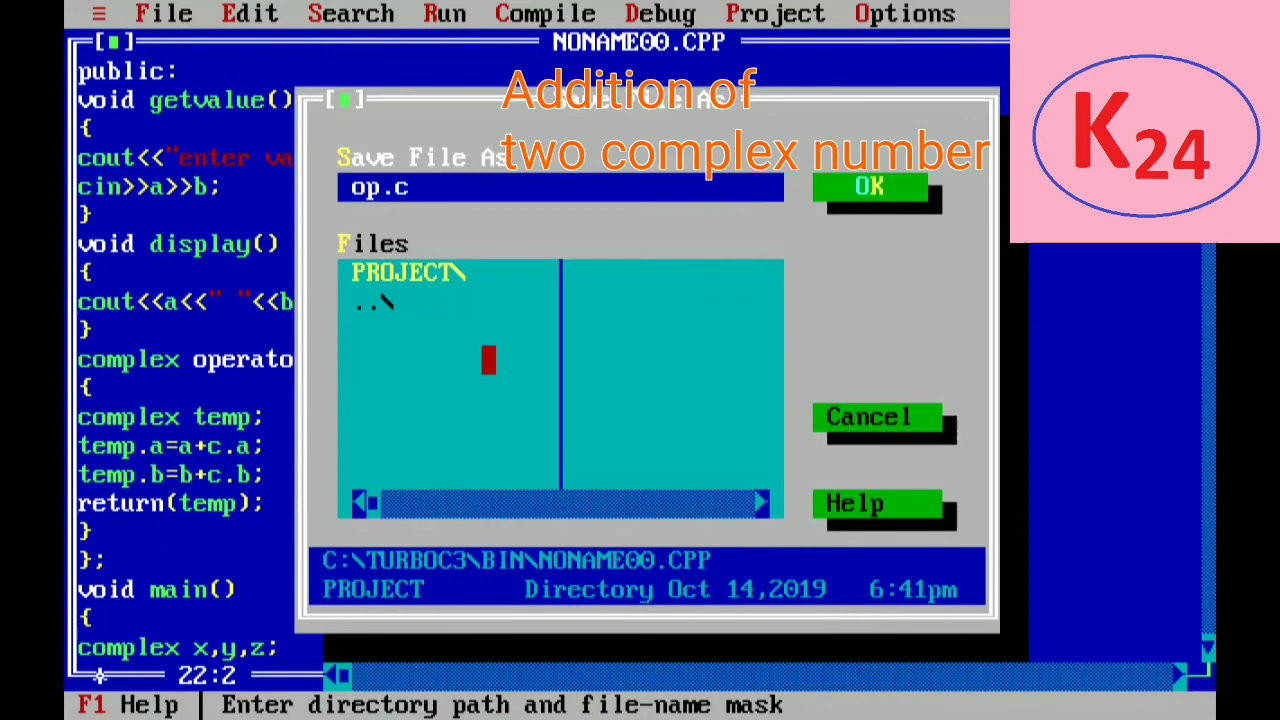 ≡ File Edit Search Run Compile Debug Project Options
NONAME00.CPP
public:
void getvalue()
{
cout<<"enter va
cin>>a>>b;
}
void display()
{
cout<<a<<" "<<b
}
complex operato
{
complex temp;
temp.a=a+c.a;
temp.b=b+c.b;
return(temp);
}
};
void main()
{
complex x,y,z;
22:2
Addition of
two complex number
Save File As
Save File As
op.c
OK
Files
PROJECT\
..\
Cancel
Help
C:\TURBOC3\BIN\NONAME00.CPP
PROJECT Directory Oct 14,2019 6:41pm
F1 Help │ Enter directory path and file-name mask
K24